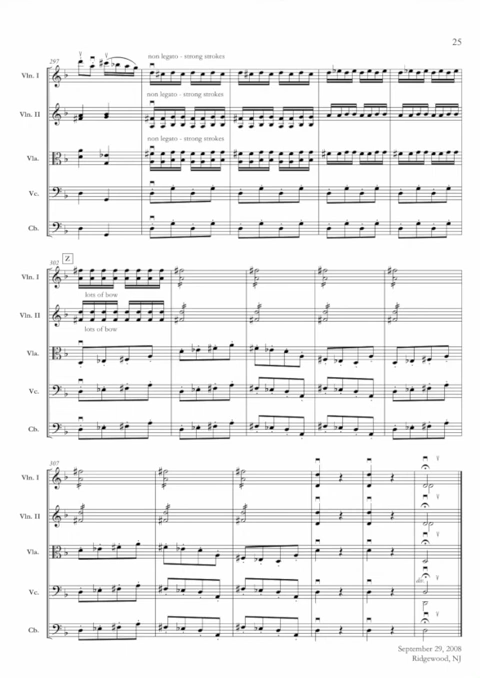 25
297
non legato - strong strokes
Vln. I
non legato - strong strokes
Vln. II
non legato - strong strokes
Vla.
Vc.
Cb.
302
Z
Vln. I
lots of bow
Vln. II
lots of bow
Vla.
Vc.
Cb.
307
Vln. I
Vln. II
Vla.
div.
Vc.
Cb.
September 29, 2008
Ridgewood, NJ